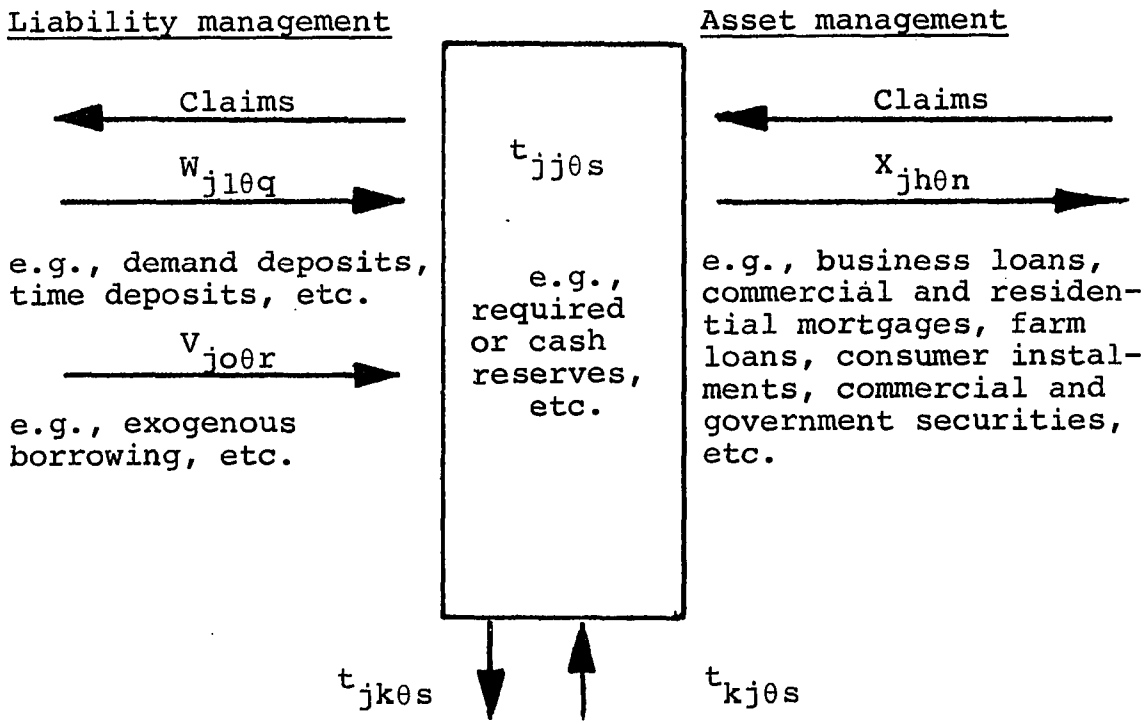 Liability management
Claims
W_{jlθq}
e.g., demand deposits,
time deposits, etc.
V_{joθr}
e.g., exogenous
borrowing, etc.
t_{jjθs}
e.g.,
required
or cash
reserves,
etc.
Asset management
Claims
X_{jhθn}
e.g., business loans,
commercial and residen-
tial mortgages, farm
loans, consumer instal-
ments, commercial and
government securities,
etc.
t_{jkθs}
t_{kjθs}